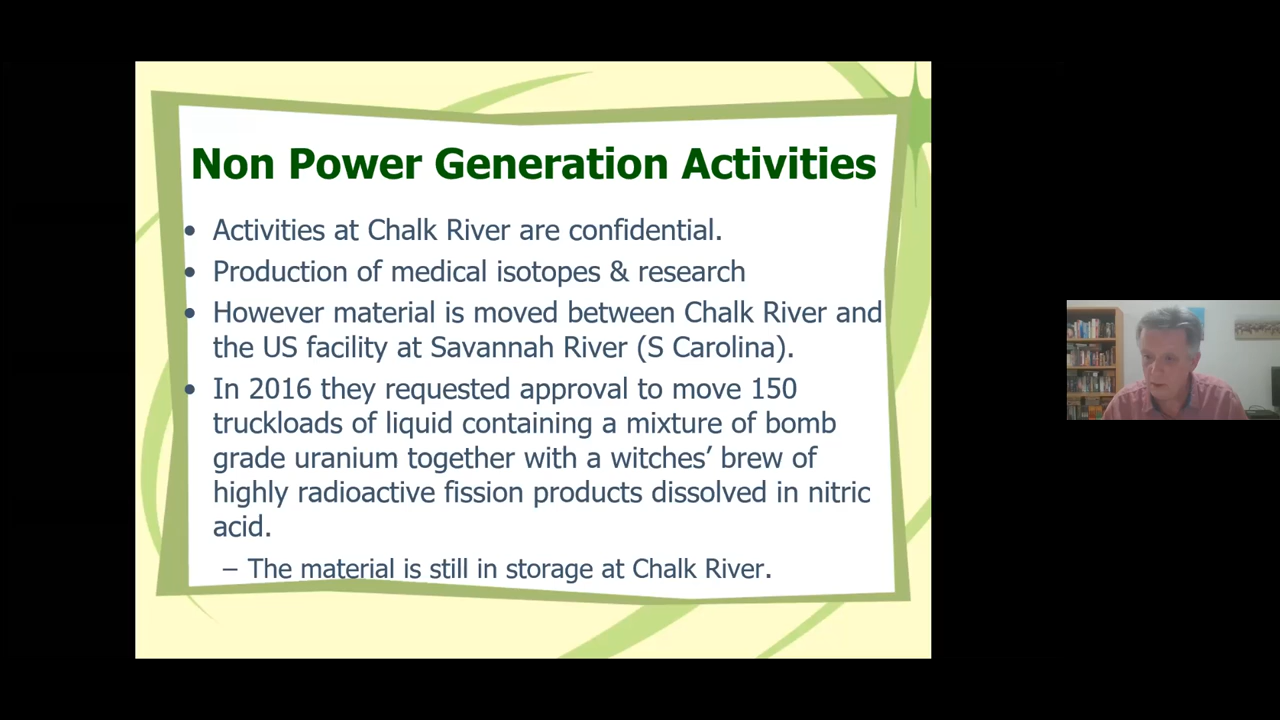 Non Power Generation Activities
• Activities at Chalk River are confidential.
• Production of medical isotopes & research
• However material is moved between Chalk River and
the US facility at Savannah River (S Carolina).
• In 2016 they requested approval to move 150
truckloads of liquid containing a mixture of bomb
grade uranium together with a witches’ brew of
highly radioactive fission products dissolved in nitric
acid.
– The material is still in storage at Chalk River.